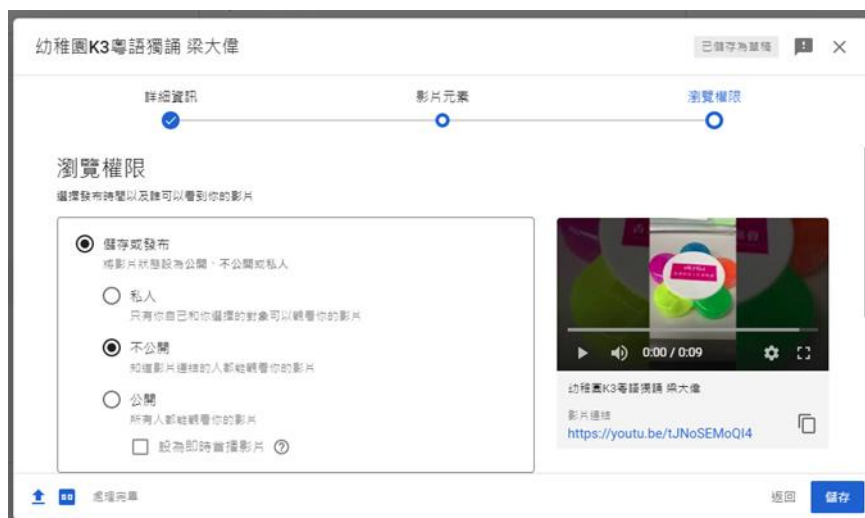 幼稚園K3粵語獨誦 梁大偉
已儲存為草稿
詳細資訊
影片元素
瀏覽權限
瀏覽權限
選擇發布時間以及誰可以看到你的影片
儲存或發布
將影片狀態設為公開、不公開或私人
私人
只有你自己和你選擇的對象可以觀看你的影片
不公開
知道影片連結的人都能觀看你的影片
公開
所有人都能觀看你的影片
設為即時首播影片
0:00 / 0:09
幼稚園K3粵語獨誦 梁大偉
影片連結
https://youtu.be/tJNoSEMoQI4
處理完畢
返回
儲存